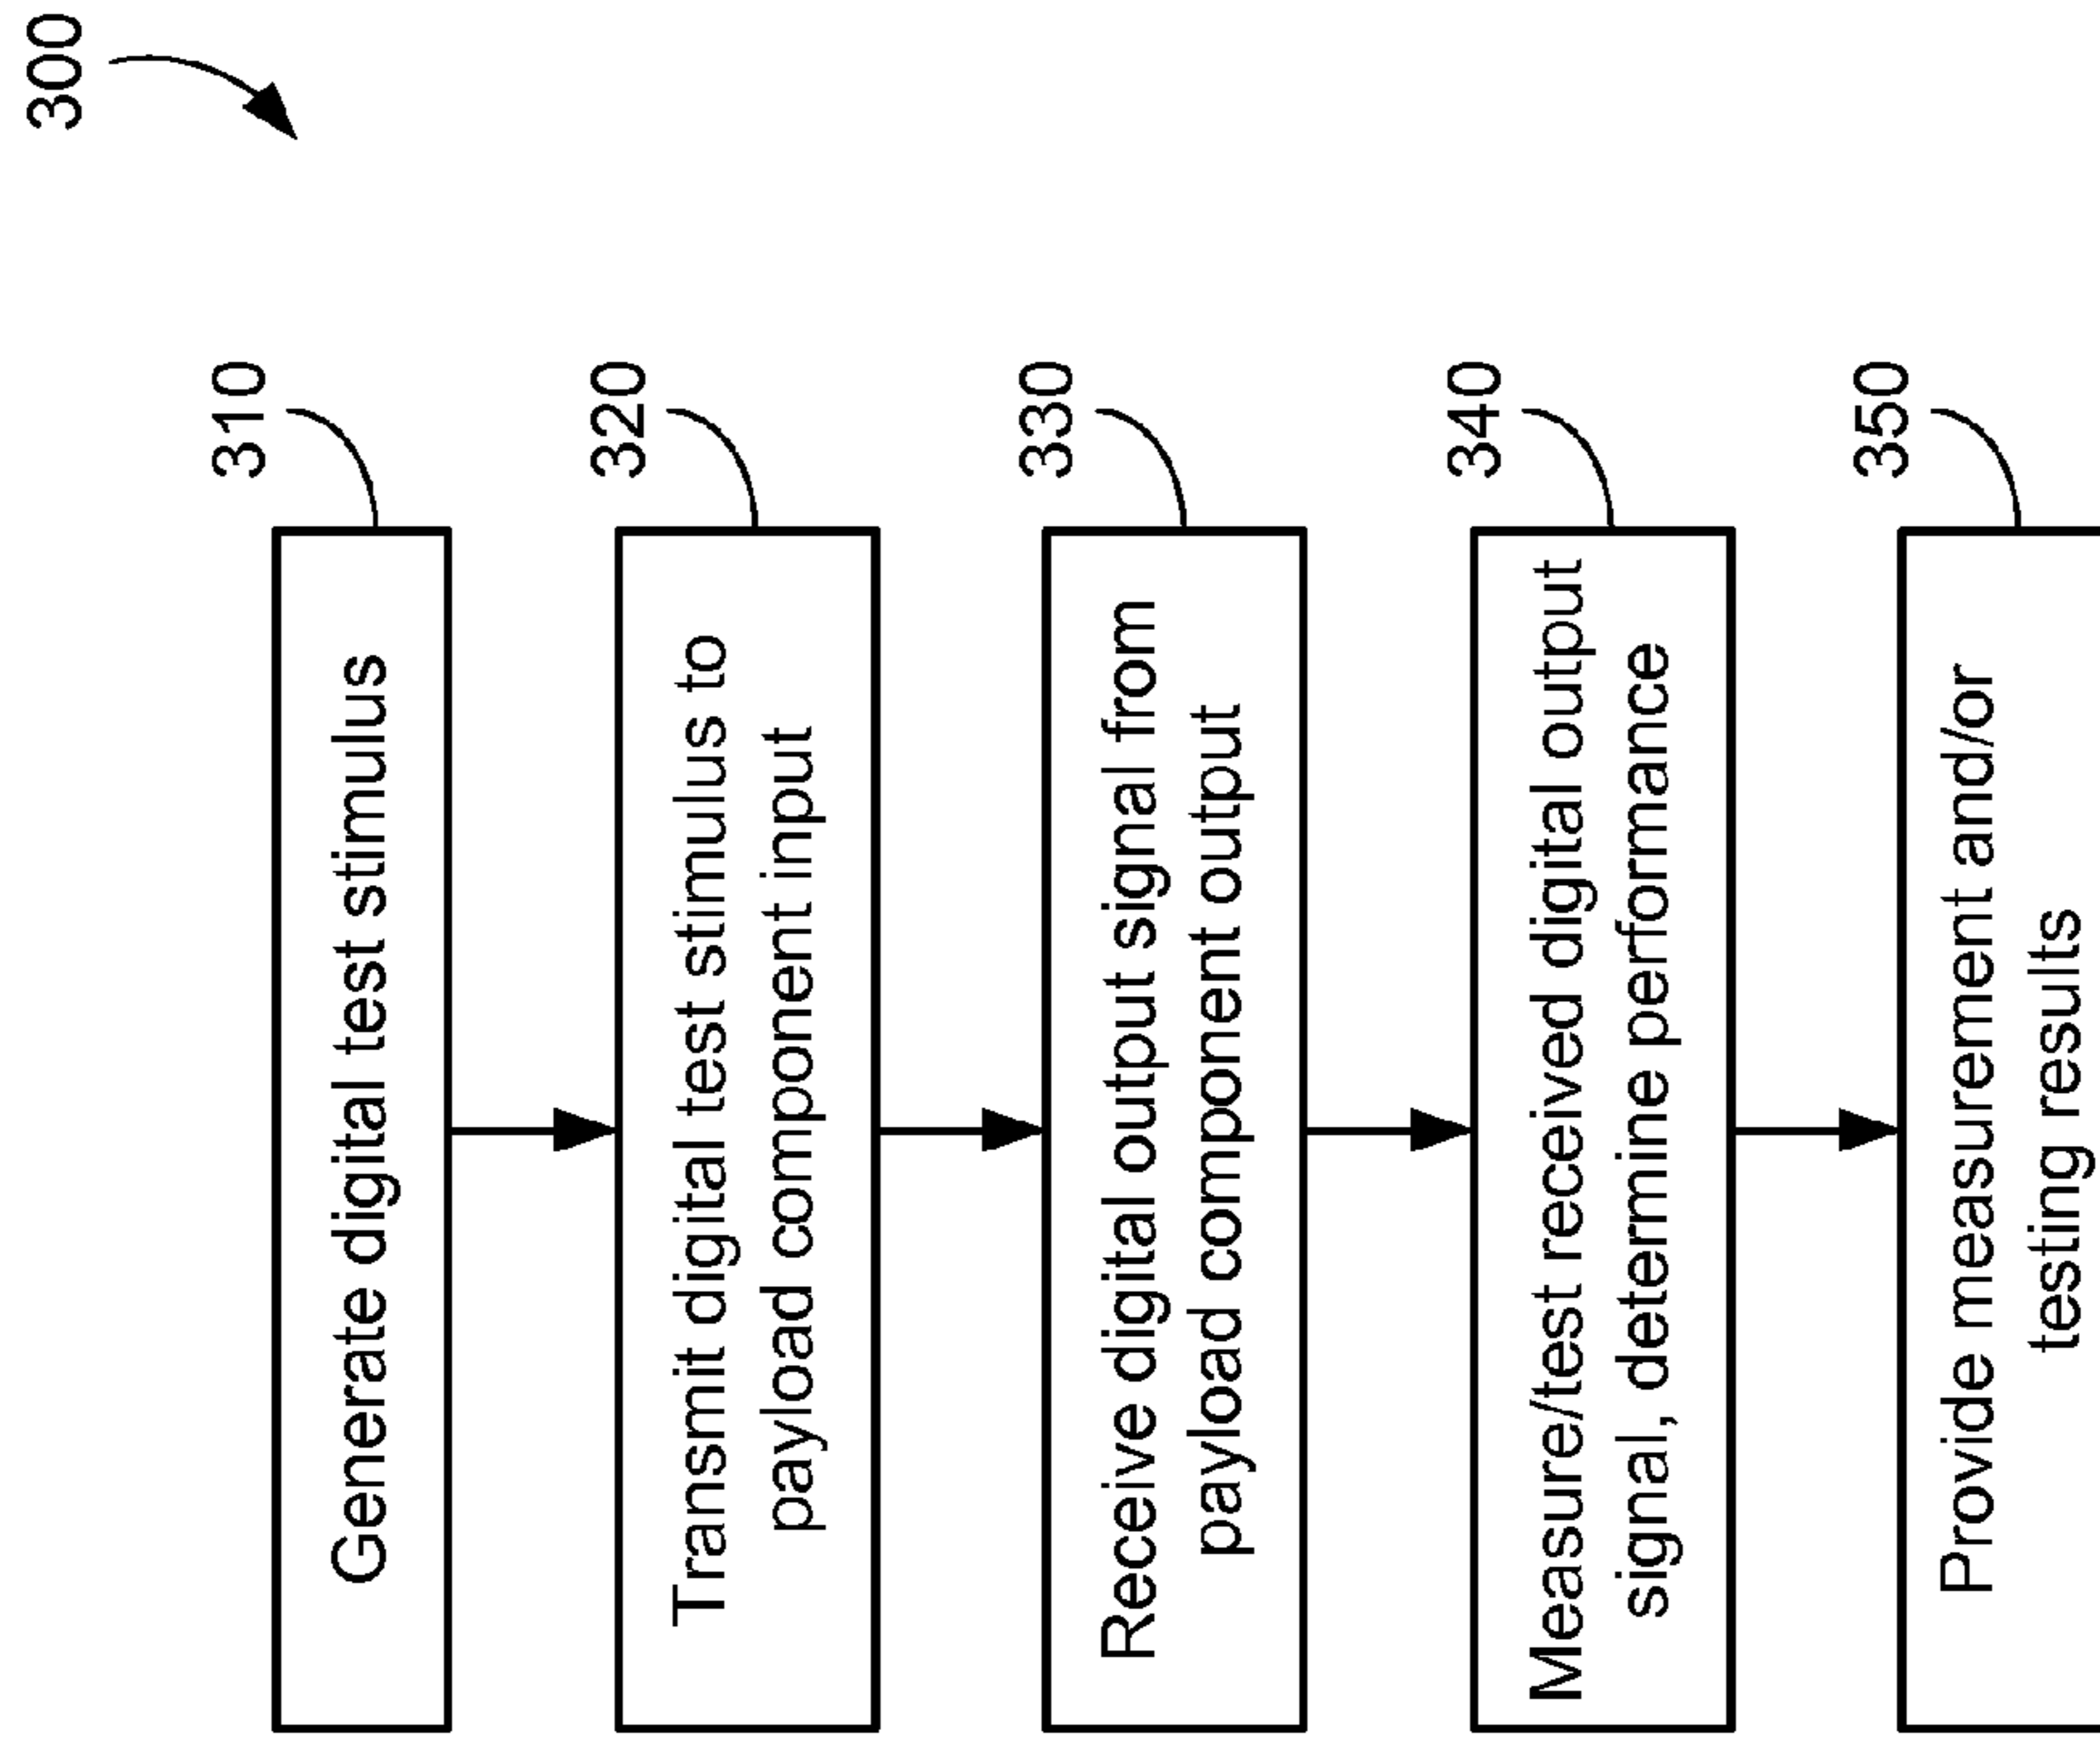 300
310
Generate digital test stimulus
320
Transmit digital test stimulus to
payload component input
330
Receive digital output signal from
payload component output
340
Measure/test received digital output
signal, determine performance
350
Provide measurement and/or
testing results